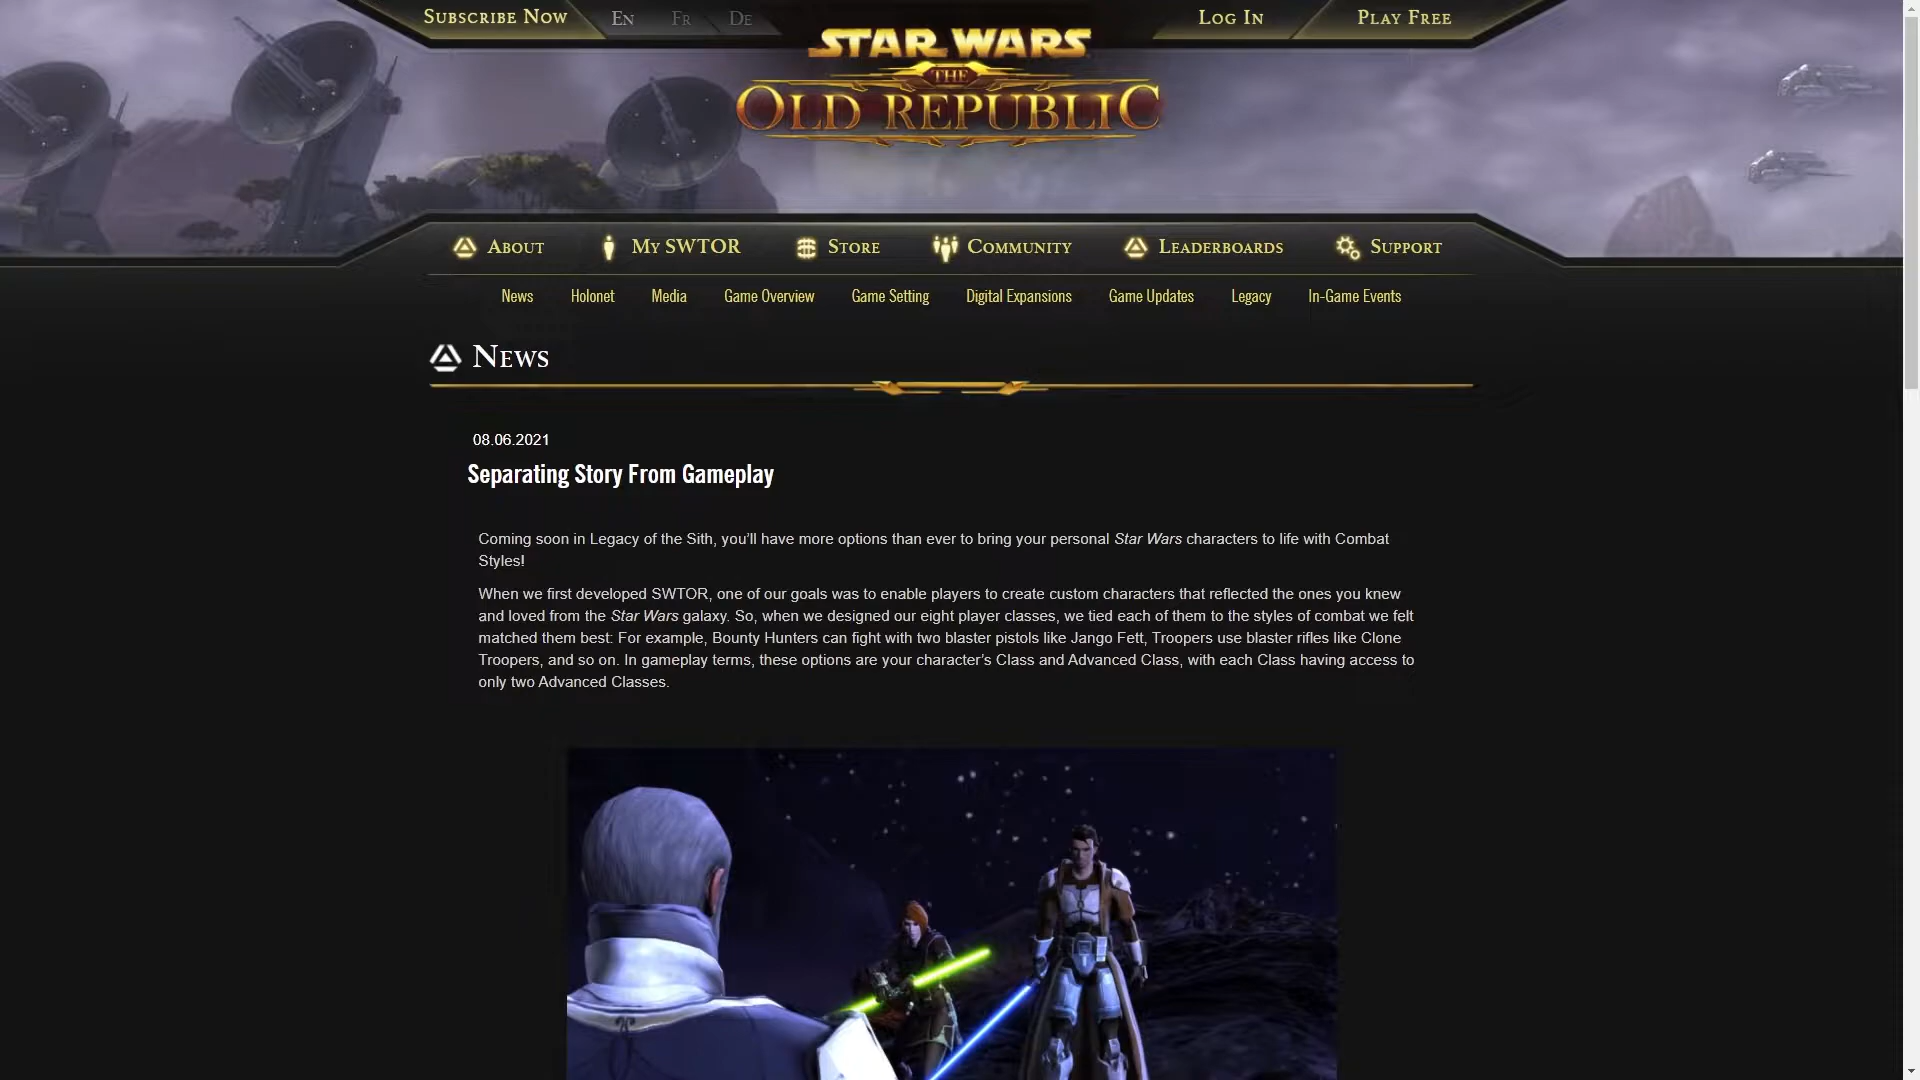 Subscribe Now En Fr De Log In Play Free
STAR WARS
THE
OLD REPUBLIC
About My SWTOR Store Community Leaderboards Support
News Holonet Media Game Overview Game Setting Digital Expansions Game Updates Legacy In-Game Events
News
08.06.2021
Separating Story From Gameplay
Coming soon in Legacy of the Sith, you’ll have more options than ever to bring your personal Star Wars characters to life with Combat
Styles!
When we first developed SWTOR, one of our goals was to enable players to create custom characters that reflected the ones you knew
and loved from the Star Wars galaxy. So, when we designed our eight player classes, we tied each of them to the styles of combat we felt
matched them best: For example, Bounty Hunters can fight with two blaster pistols like Jango Fett, Troopers use blaster rifles like Clone
Troopers, and so on. In gameplay terms, these options are your character’s Class and Advanced Class, with each Class having access to
only two Advanced Classes.